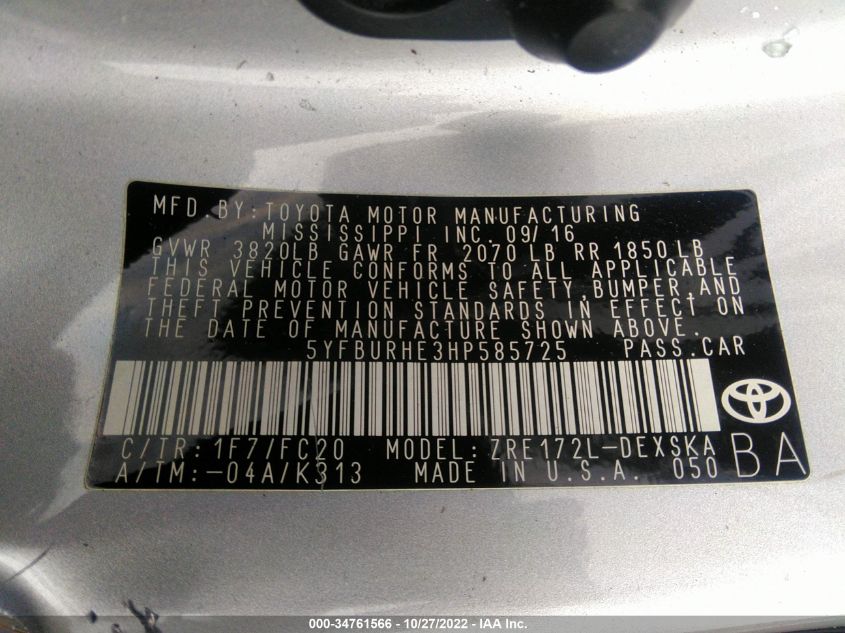 MFD.BY:TOYOTA MOTOR MANUFACTURING
MISSISSIPPI INC. 09/16
GVWR 3820LB GAWR FR 2070 LB RR 1850LB
THIS VEHICLE CONFORMS TO ALL APPLICABLE
FEDERAL MOTOR VEHICLE SAFETY,BUMPER,AND
THEFT PREVENTION STANDARDS IN EFFECT ON
THE DATE OF MANUFACTURE SHOWN ABOVE.
5YFBURHE3HP585725 PASS.CAR
C/TR: 1F7/FC20 MODEL: ZRE172L-DEXSKA
A/TM:-04A/K313 MADE IN U.S.A. 050 BA
000-34761566 - 10/27/2022 - IAA Inc.